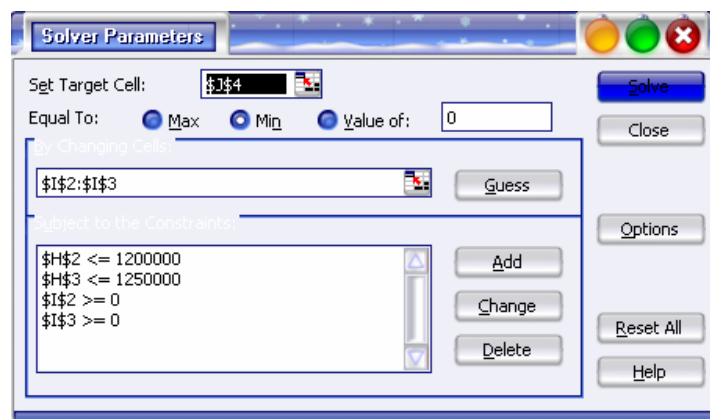 Solver Parameters
Set Target Cell: $J$4
Solve
Equal To: Max Min Value of: 0
Close
By Changing Cells:
$I$2:$I$3
Guess
Subject to the Constraints:
Options
$H$2 <= 1200000
$H$3 <= 1250000
$I$2 >= 0
$I$3 >= 0
Add
Change
Delete
Reset All
Help